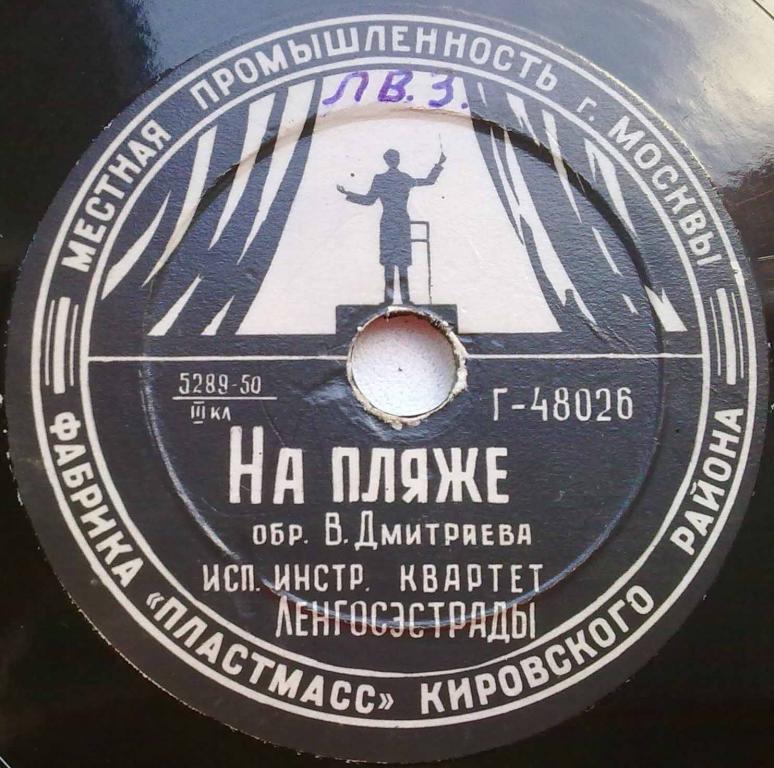 МЕСТНАЯ ПРОМЫШЛЕННОСТЬ г. МОСКВЫ
ЛВ.З.
5289-50
III КЛ
Г-48026
НА ПЛЯЖЕ
ОБР. В. ДМИТРИЕВА
ИСП. ИНСТР. КВАРТЕТ
ЛЕНГОСЭСТРАДЫ
ФАБРИКА «ПЛАСТМАСС» КИРОВСКОГО РАЙОНА